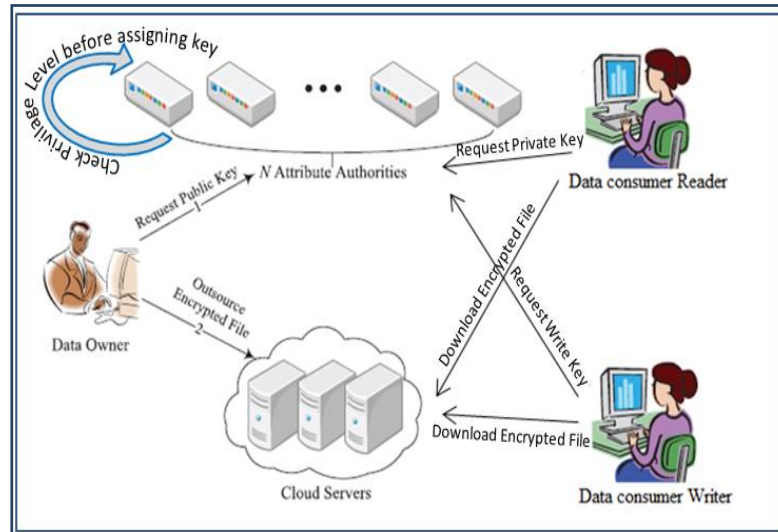 Check Privilage Level before assigning key
N Attribute Authorities
Request Private Key
Data consumer Reader
Request Public Key
1
Data Owner
Outsource
Encrypted File
2
Download Encrypted File
Request Write Key
Download Encrypted File
Cloud Servers
Data consumer Writer